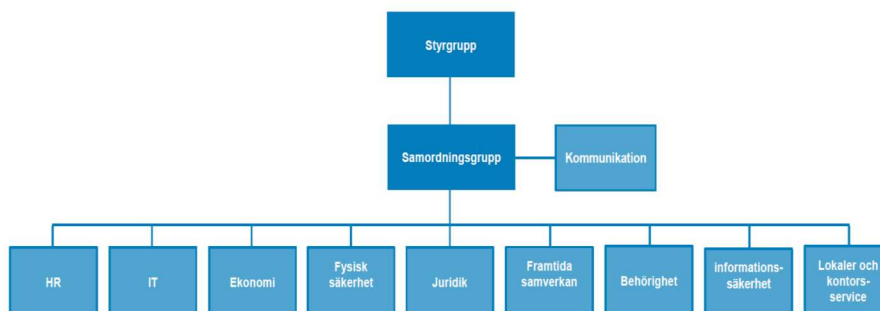 Styrgrupp
Samordningsgrupp
Kommunikation
HR
IT
Ekonomi
Fysisk
säkerhet
Juridik
Framtida
samverkan
Behörighet
informations-
säkerhet
Lokaler och
kontors-
service